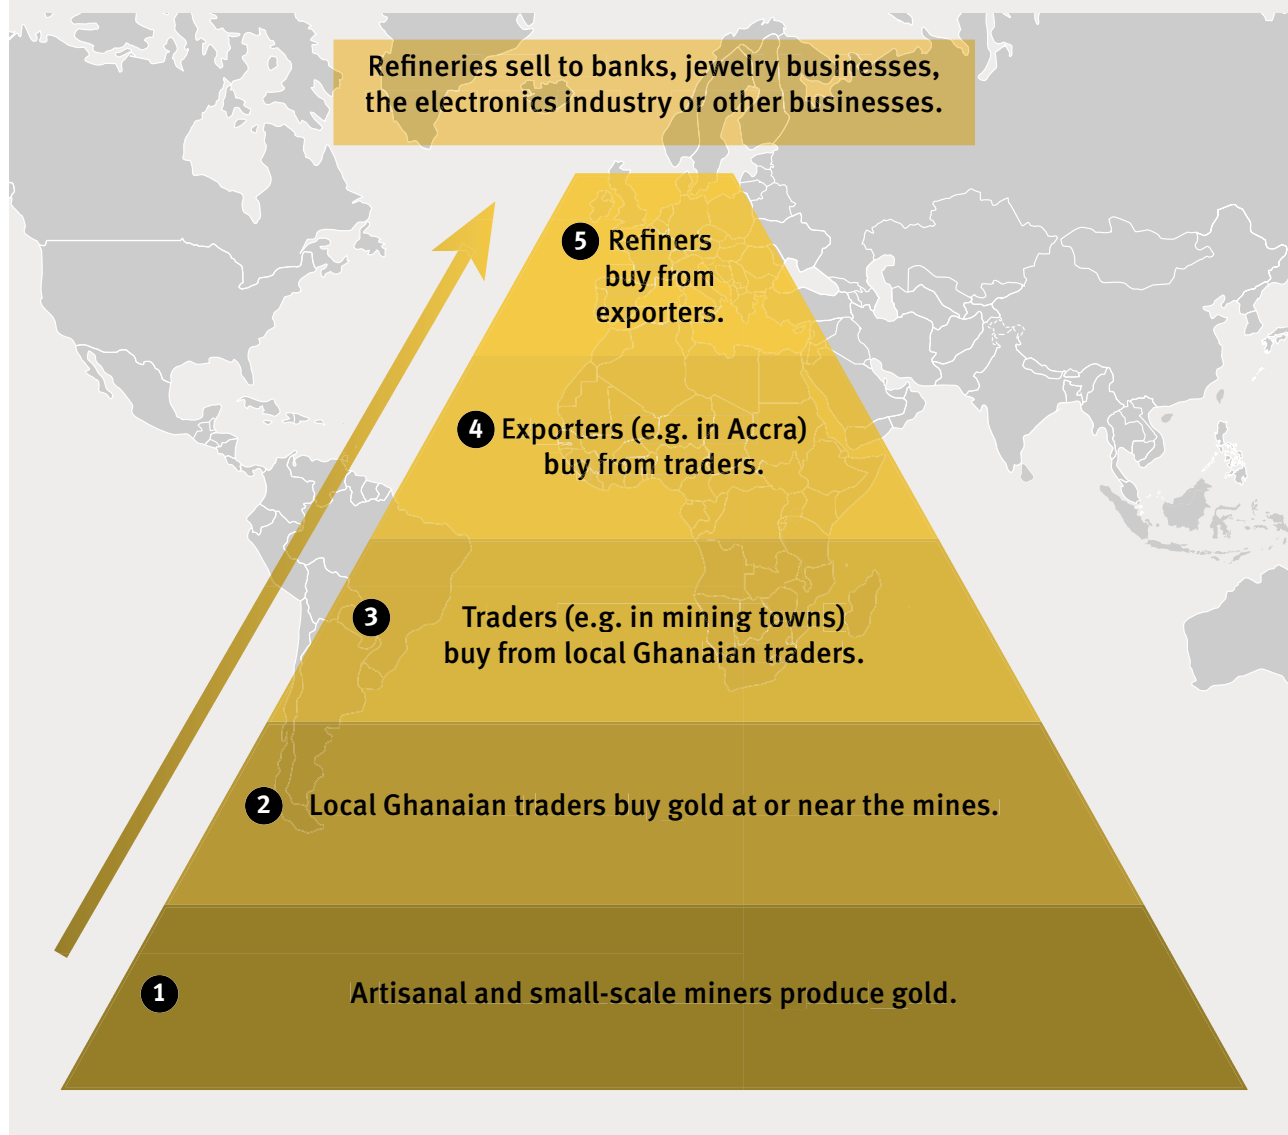 Refineries sell to banks, jewelry businesses,
the electronics industry or other businesses.
5 Refiners
buy from
exporters.
4 Exporters (e.g. in Accra)
buy from traders.
3 Traders (e.g. in mining towns)
buy from local Ghanaian traders.
2 Local Ghanaian traders buy gold at or near the mines.
1 Artisanal and small-scale miners produce gold.